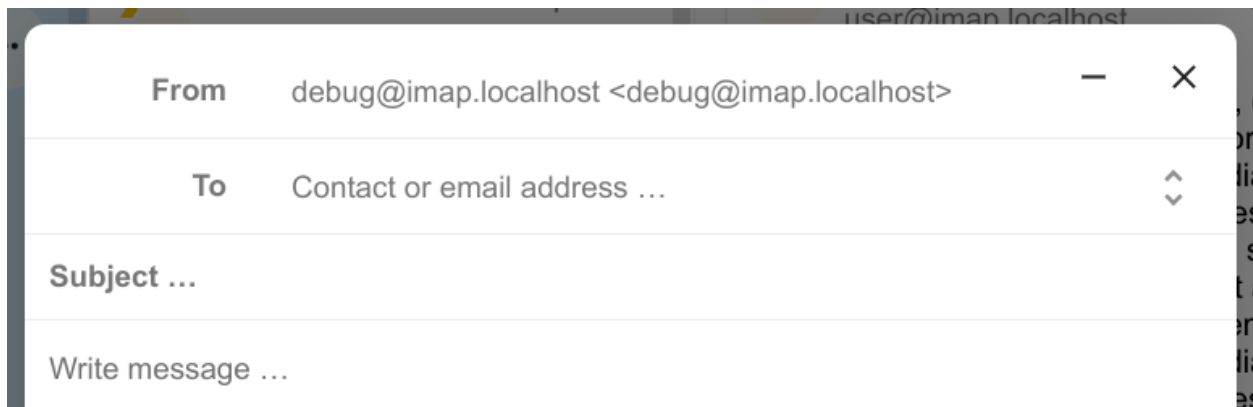 user@imap.localhost
From debug@imap.localhost <debug@imap.localhost>
To Contact or email address …
Subject …
Write message …